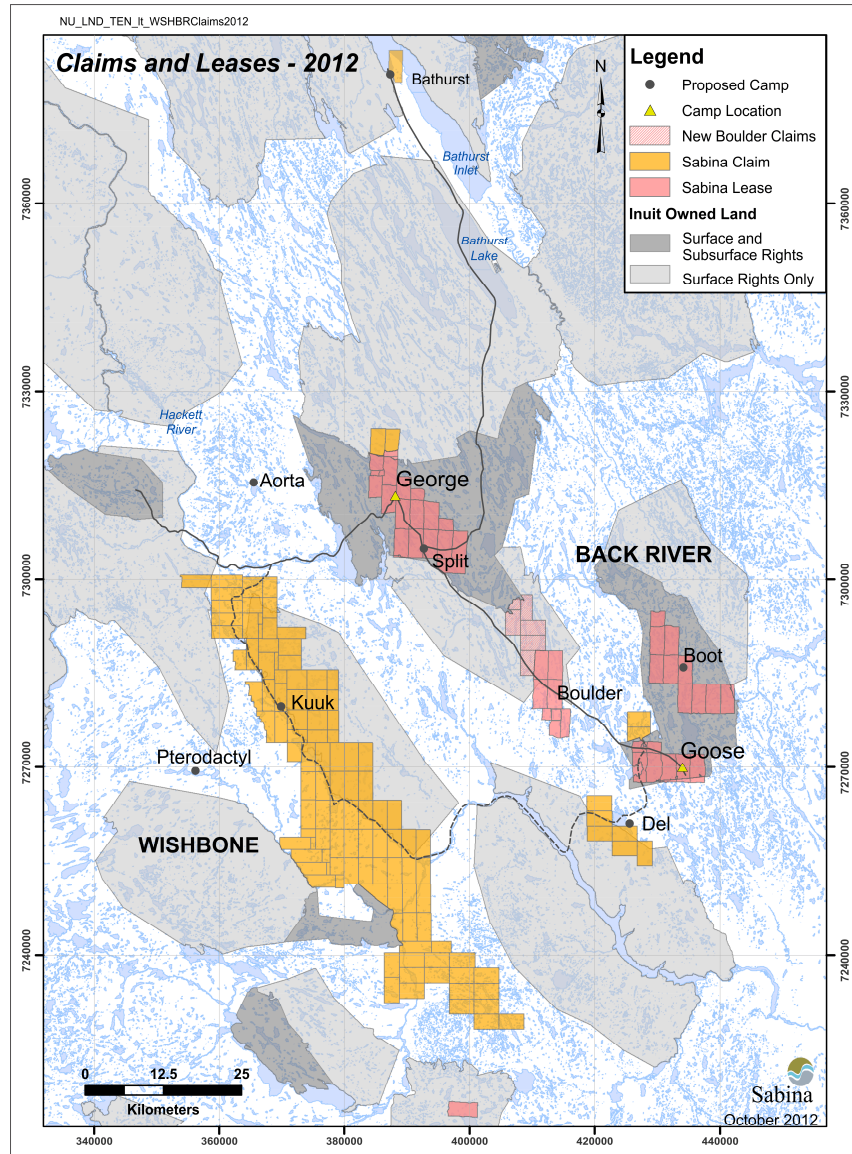 NU_LND_TEN_lt_WSHBRClaims2012
Claims and Leases - 2012
Bathurst
Bathurst
Inlet
Bathurst
Lake
N
Legend
Proposed Camp
Camp Location
New Boulder Claims
Sabina Claim
Sabina Lease
Inuit Owned Land
Surface and
Subsurface Rights
Surface Rights Only
7360000
7360000
7330000
7330000
Hackett
River
Aorta
George
Split
BACK RIVER
7300000
7300000
Boot
Boulder
Kuuk
Goose
Pterodactyl
7270000
7270000
Del
WISHBONE
7240000
7240000
0 12.5 25
Kilometers
Sabina
October 2012
340000 360000 380000 400000 420000 440000